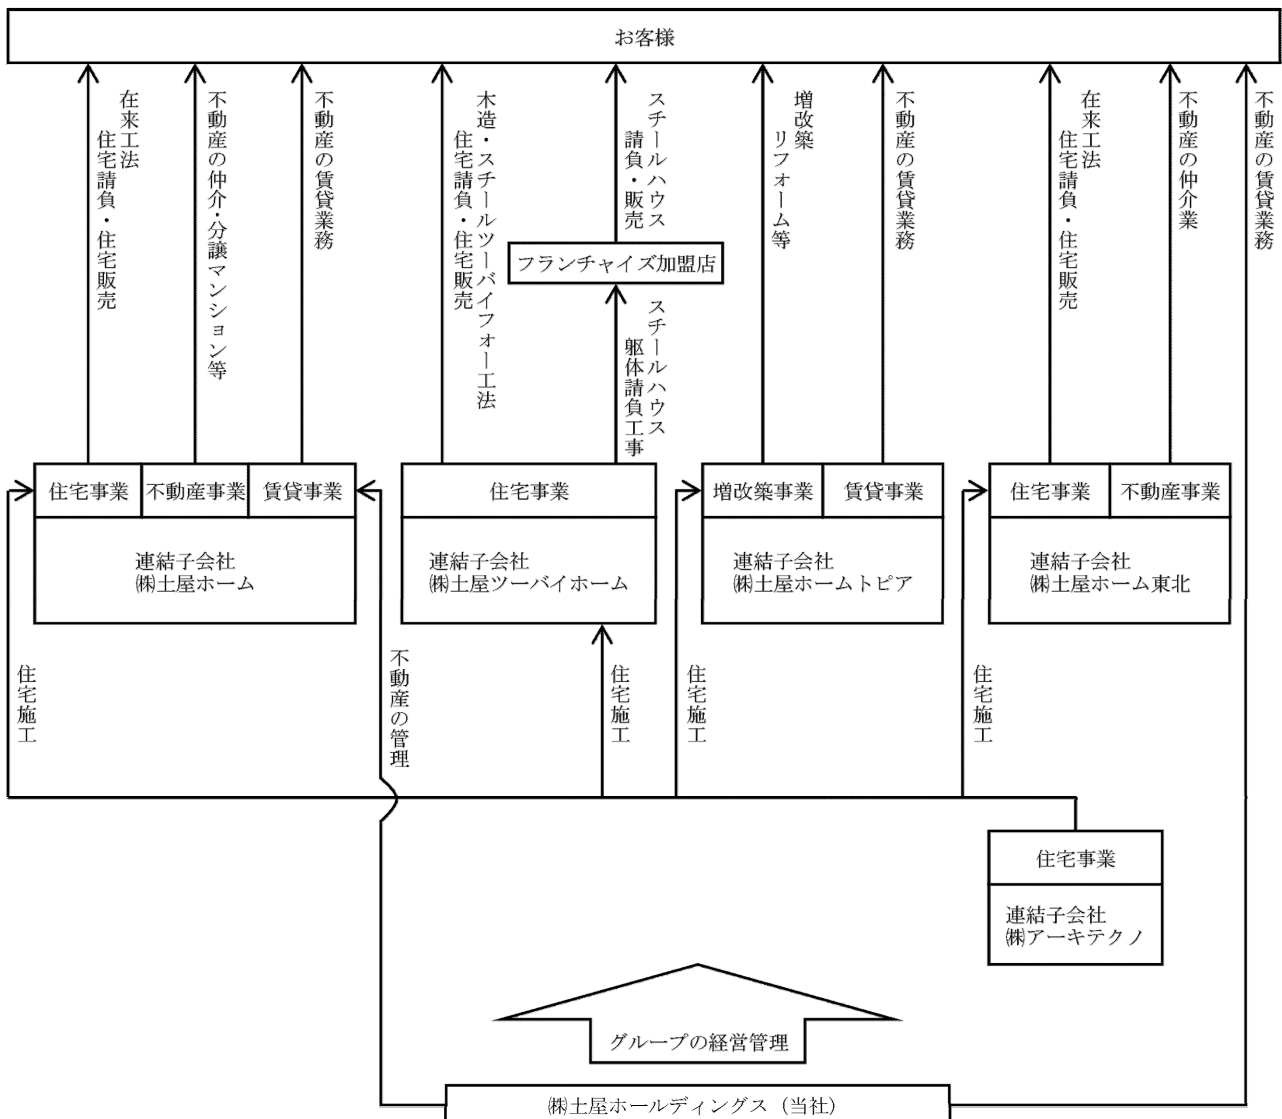 お客様
在来工法
住宅請負・住宅販売
不動産の仲介・分譲マンション等
不動産の賃貸業務
木造・スチールツーバイフォー工法
住宅請負・住宅販売
スチールハウス
請負・販売
増改築
リフォーム等
不動産の賃貸業務
在来工法
住宅請負・住宅販売
不動産の仲介業
不動産の賃貸業務
フランチャイズ加盟店
スチールハウス
躯体請負工事
住宅事業
不動産事業
賃貸事業
連結子会社
㈱土屋ホーム
住宅事業
連結子会社
㈱土屋ツーバイホーム
増改築事業
賃貸事業
連結子会社
㈱土屋ホームトピア
住宅事業
不動産事業
連結子会社
㈱土屋ホーム東北
住宅施工
不動産の管理
住宅施工
住宅施工
住宅施工
住宅事業
連結子会社
㈱アーキテクノ
グループの経営管理
㈱土屋ホールディングス（当社）